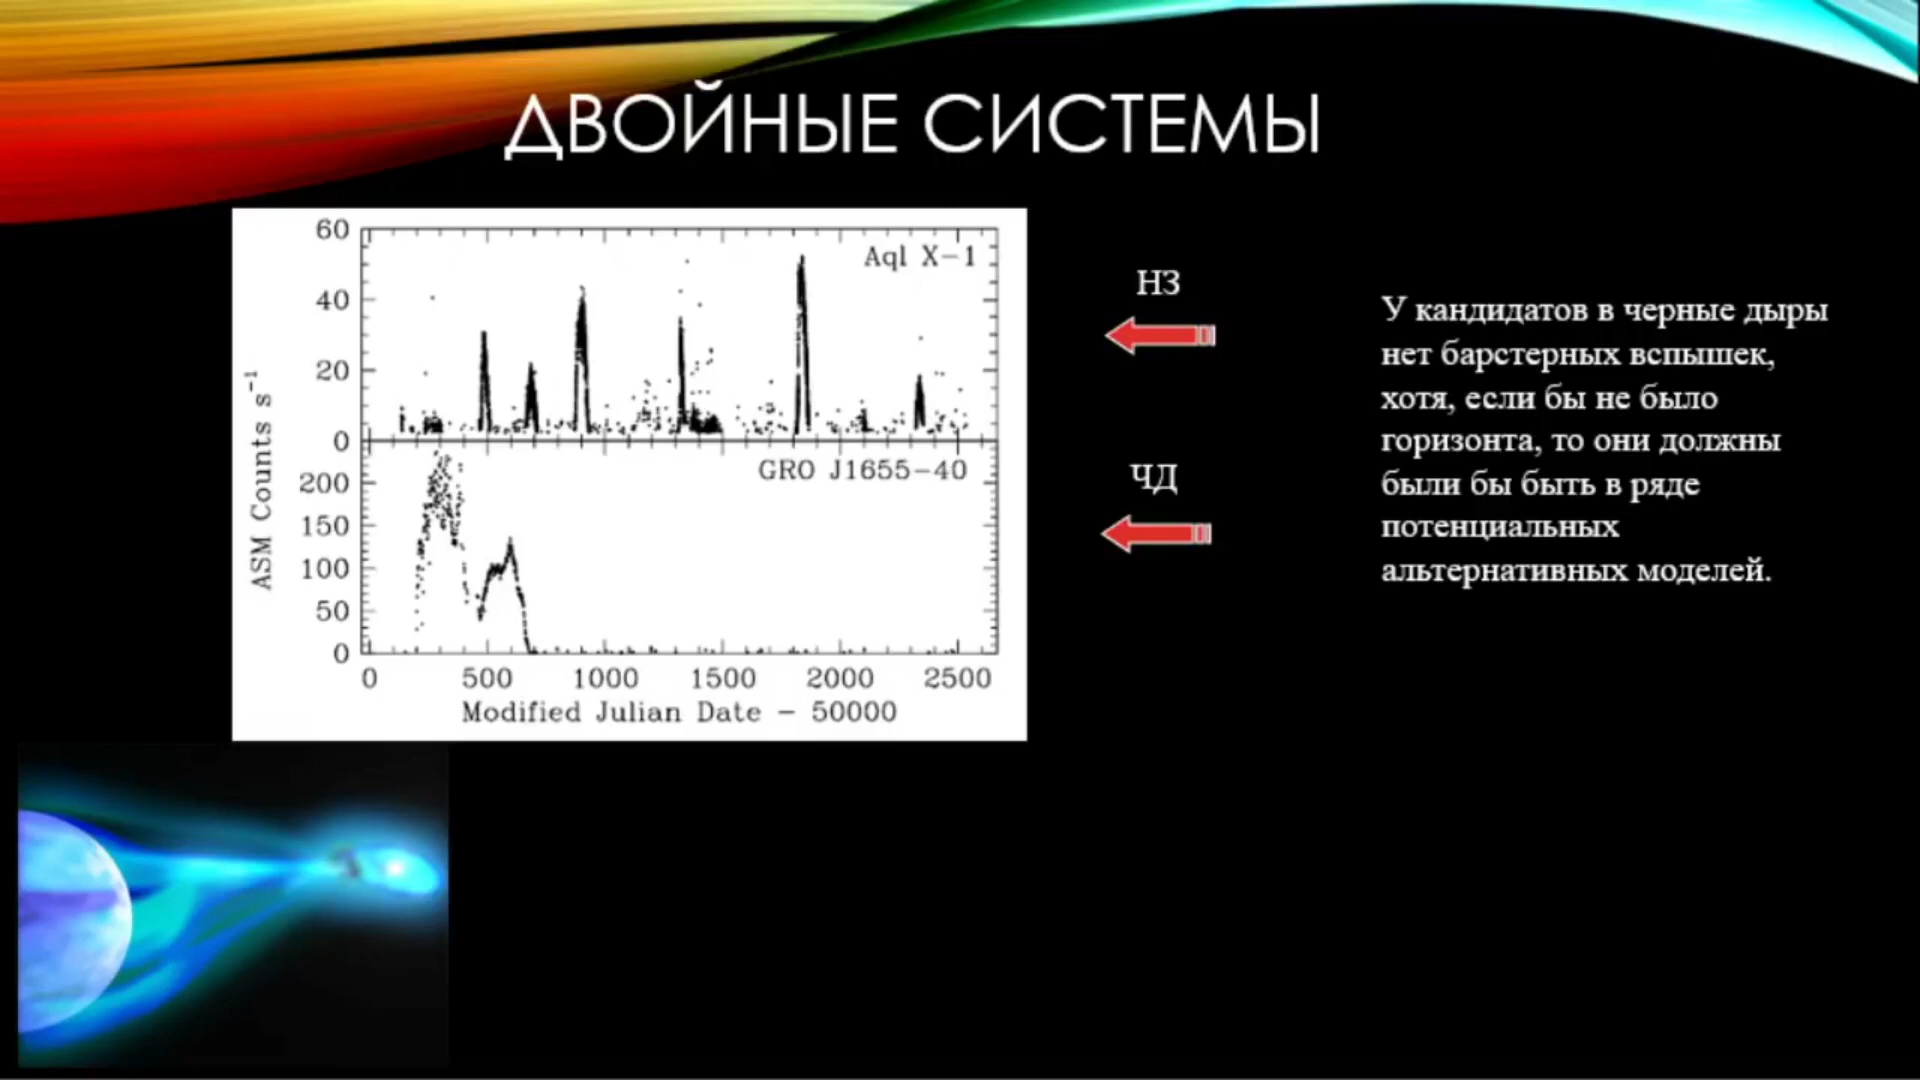 ДВОЙНЫЕ СИСТЕМЫ
60
Aql X-1
40
20
0
GRO J1655-40
200
150
100
50
0
ASM Counts s⁻¹
0 500 1000 1500 2000 2500
Modified Julian Date - 50000
НЗ
ЧД
У кандидатов в черные дыры
нет барстерных вспышек,
хотя, если бы не было
горизонта, то они должны
были бы быть в ряде
потенциальных
альтернативных моделей.